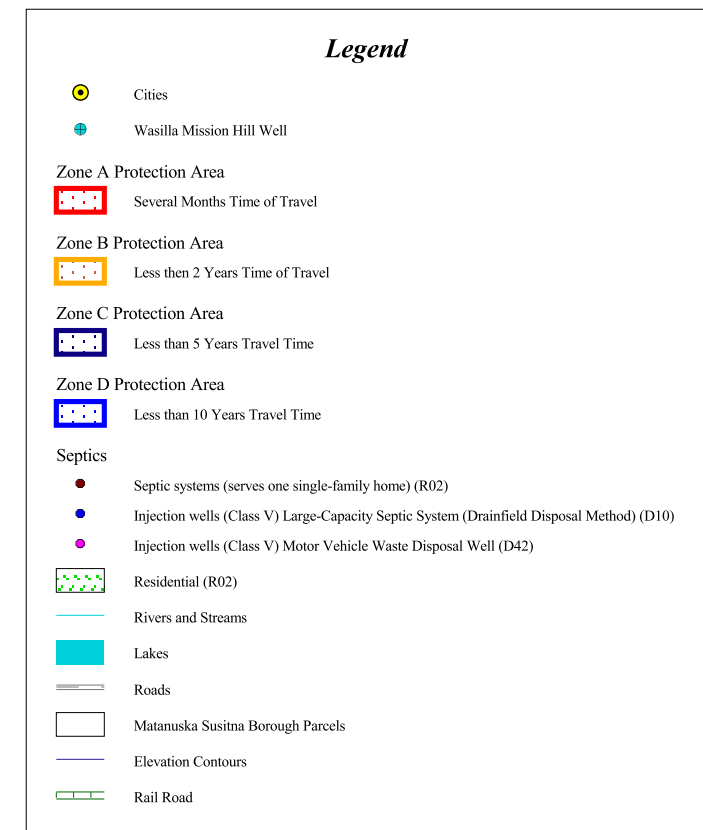 Legend
Cities
Wasilla Mission Hill Well
Zone A Protection Area
Several Months Time of Travel
Zone B Protection Area
Less then 2 Years Time of Travel
Zone C Protection Area
Less than 5 Years Travel Time
Zone D Protection Area
Less than 10 Years Travel Time
Septics
Septic systems (serves one single-family home) (R02)
Injection wells (Class V) Large-Capacity Septic System (Drainfield Disposal Method) (D10)
Injection wells (Class V) Motor Vehicle Waste Disposal Well (D42)
Residential (R02)
Rivers and Streams
Lakes
Roads
Matanuska Susitna Borough Parcels
Elevation Contours
Rail Road